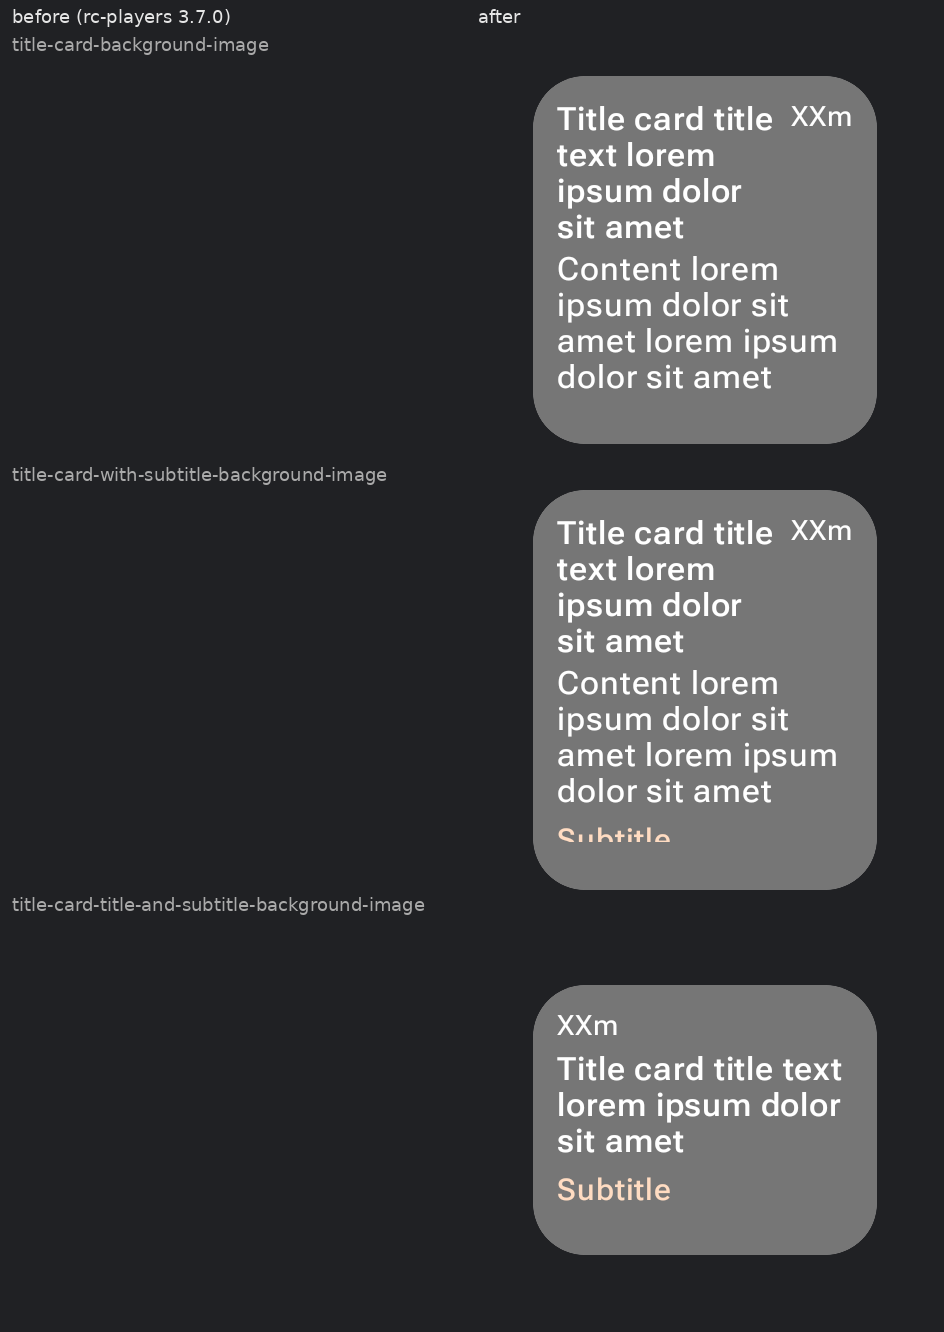 before (rc-players 3.7.0)
after
title-card-background-image
Title card title XXm
text lorem
ipsum dolor
sit amet
Content lorem
ipsum dolor sit
amet lorem ipsum
dolor sit amet
title-card-with-subtitle-background-image
Title card title XXm
text lorem
ipsum dolor
sit amet
Content lorem
ipsum dolor sit
amet lorem ipsum
dolor sit amet
Subtitle
title-card-title-and-subtitle-background-image
XXm
Title card title text
lorem ipsum dolor
sit amet
Subtitle